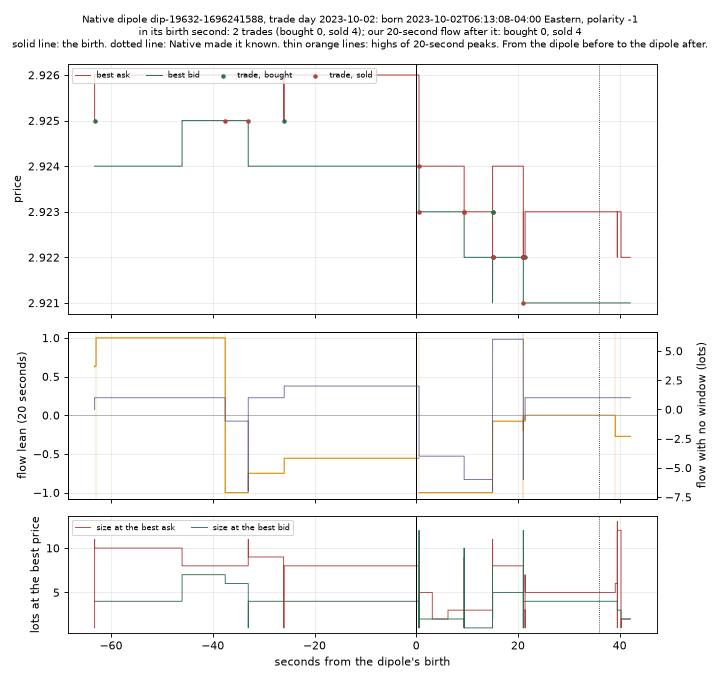 Native dipole dip-19632-1696241588, trade day 2023-10-02: born 2023-10-02T06:13:08-04:00 Eastern, polarity -1
in its birth second: 2 trades (bought 0, sold 4); our 20-second flow after it: bought 0, sold 4
solid line: the birth. dotted line: Native made it known. thin orange lines: highs of 20-second peaks. From the dipole before to the dipole after.
best ask best bid trade, bought trade, sold
2.926
2.925
2.924
2.923
2.922
2.921
price
1.0
0.5
0.0
−0.5
−1.0
flow lean (20 seconds)
5.0
2.5
0.0
−2.5
−5.0
−7.5
flow with no window (lots)
size at the best ask size at the best bid
10
5
lots at the best price
−60 −40 −20 0 20 40
seconds from the dipole's birth